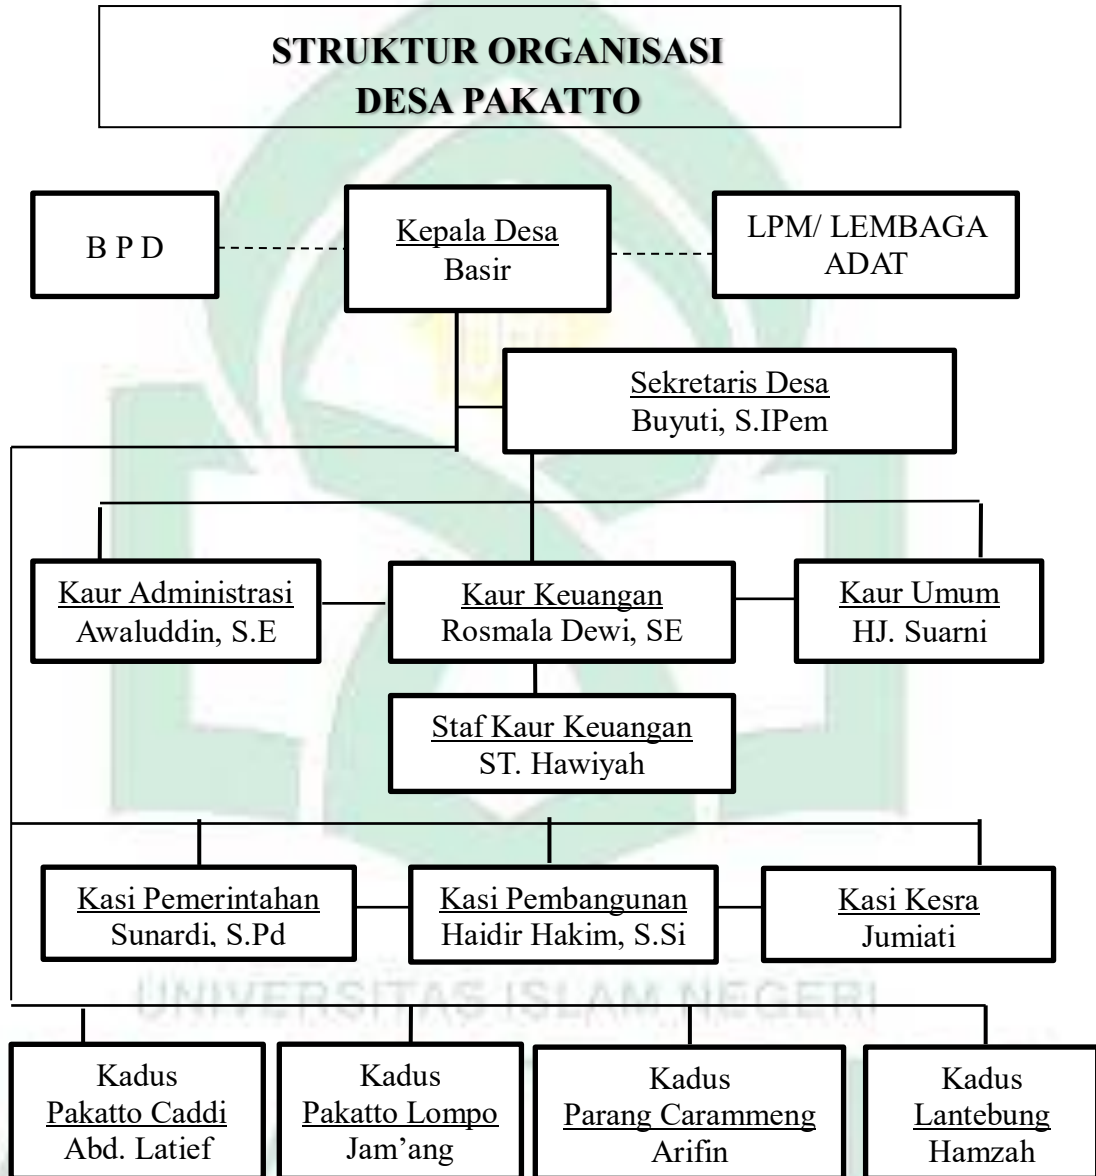 STRUKTUR ORGANISASI
DESA PAKATTO
B P D
Kepala Desa
Basir
LPM/ LEMBAGA
ADAT
Sekretaris Desa
Buyuti, S.IPem
Kaur Administrasi
Awaluddin, S.E
Kaur Keuangan
Rosmala Dewi, SE
Kaur Umum
HJ. Suarni
Staf Kaur Keuangan
ST. Hawiyah
Kasi Pemerintahan
Sunardi, S.Pd
Kasi Pembangunan
Haidir Hakim, S.Si
Kasi Kesra
Jumiati
UNIVERSITAS ISLAM NEGERI
Kadus
Pakatto Caddi
Abd. Latief
Kadus
Pakatto Lompo
Jam’ang
Kadus
Parang Carammeng
Arifin
Kadus
Lantebung
Hamzah